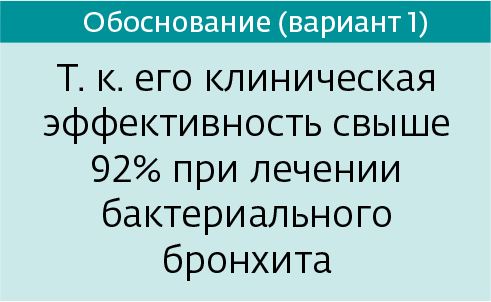 Обоснование (вариант 1)
Т. к. его клиническая
эффективность свыше
92% при лечении
бактериального
бронхита